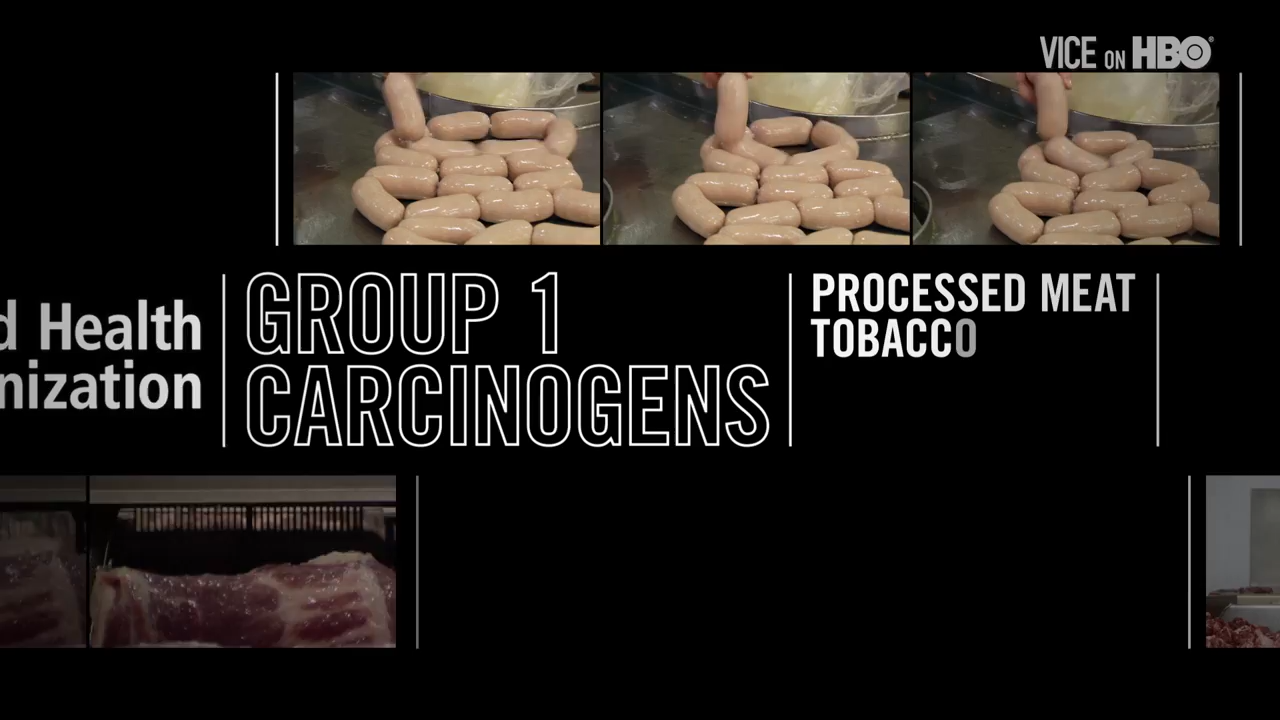 VICE ON HBO
d Health
nization
GROUP 1
CARCINOGENS
PROCESSED MEAT
TOBACCO